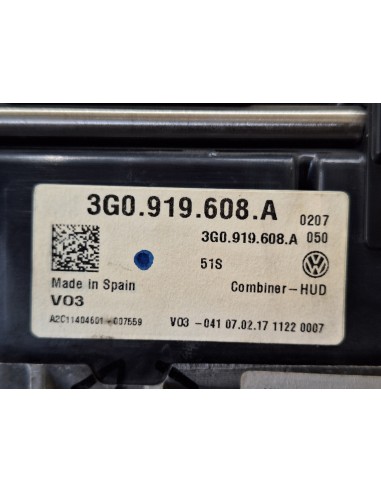 3G0.919.608.A 0207
3G0.919.608.A 050
51S
Made in Spain Combiner-HUD
V03
A2C11404601-007559 V03-041 07.02.17 1122 0007